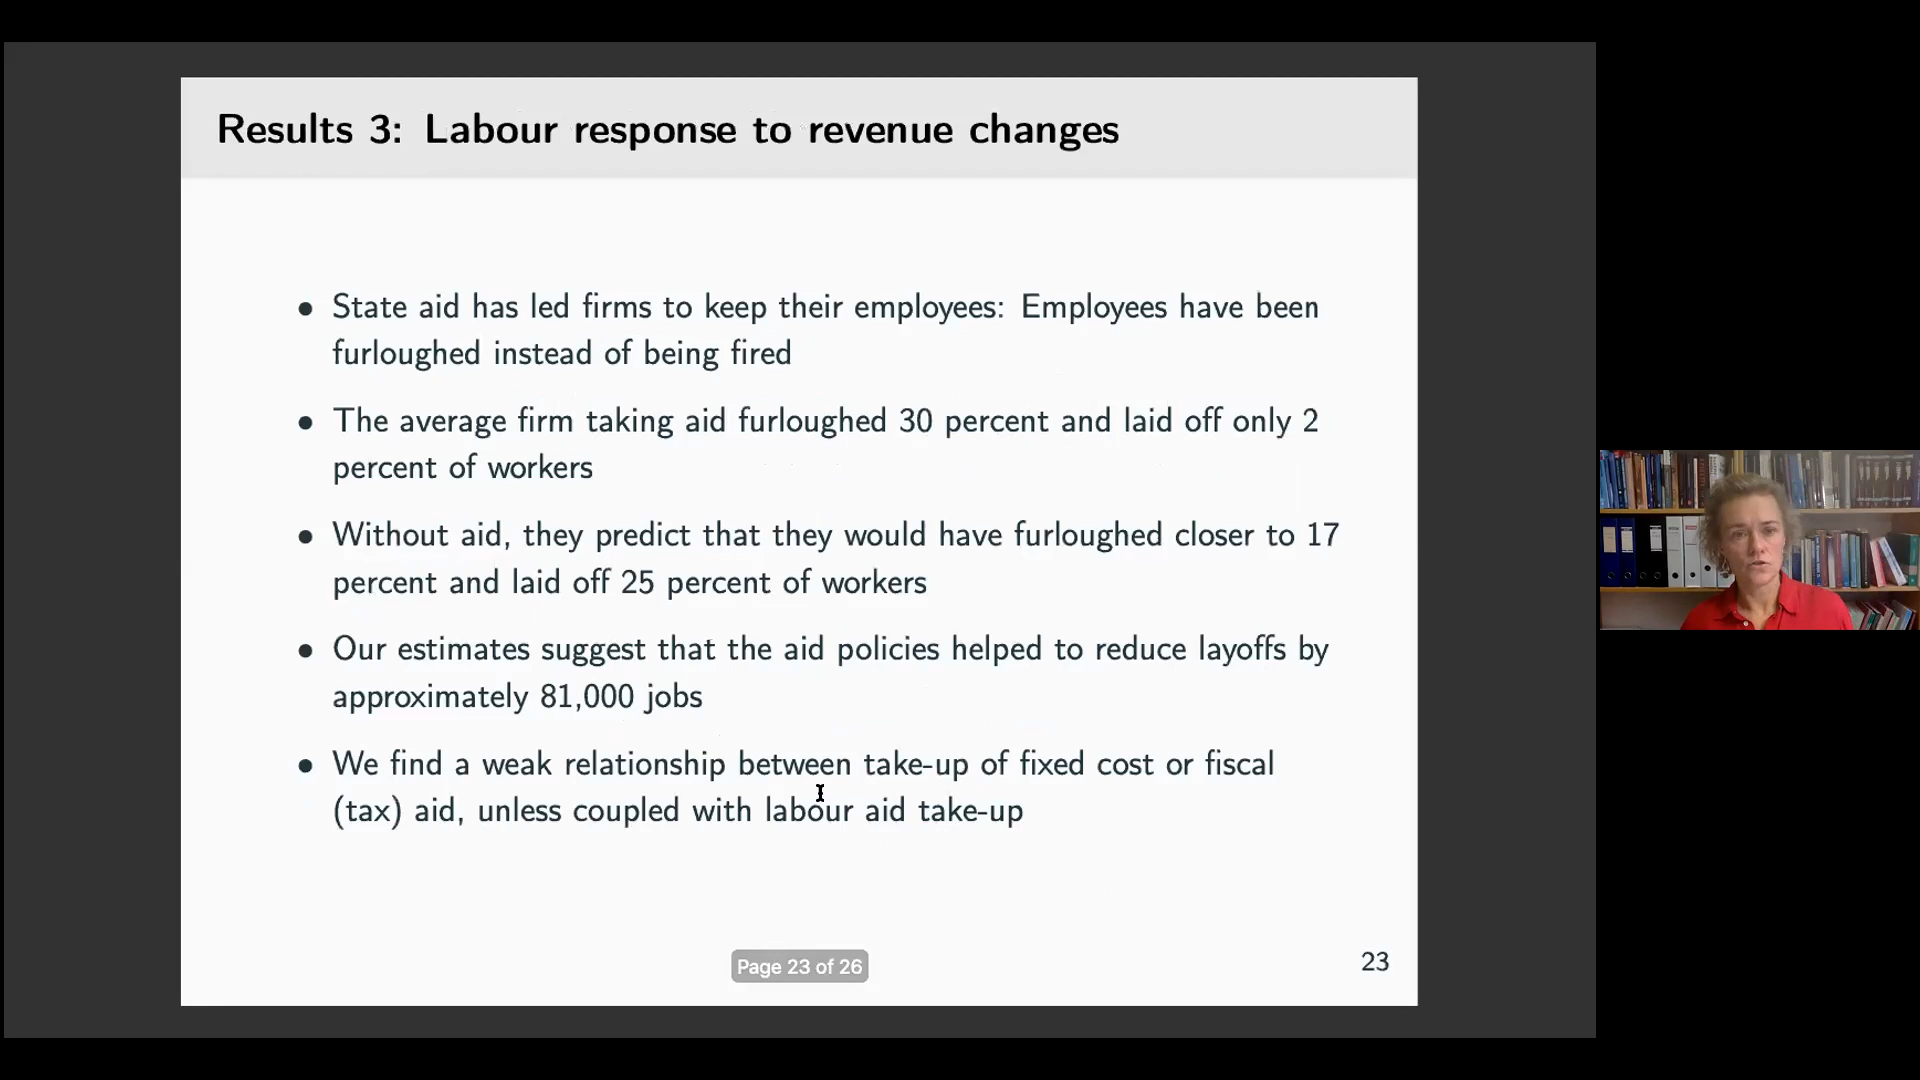 Results 3: Labour response to revenue changes
• State aid has led firms to keep their employees: Employees have been
furloughed instead of being fired
• The average firm taking aid furloughed 30 percent and laid off only 2
percent of workers
• Without aid, they predict that they would have furloughed closer to 17
percent and laid off 25 percent of workers
• Our estimates suggest that the aid policies helped to reduce layoffs by
approximately 81,000 jobs
• We find a weak relationship between take-up of fixed cost or fiscal
(tax) aid, unless coupled with labour aid take-up
Page 23 of 26
23